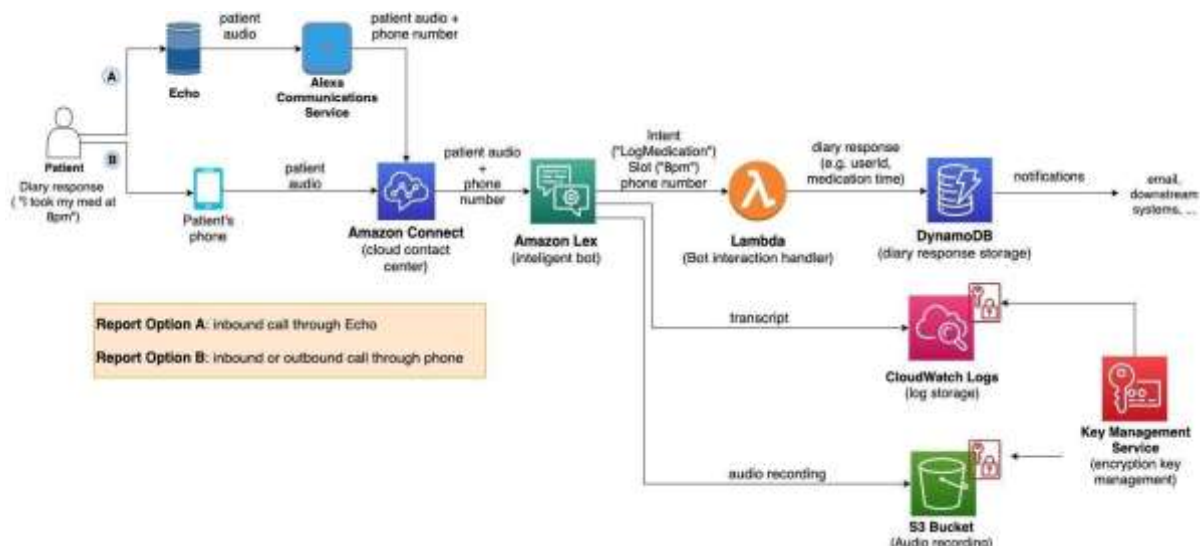 patient
audio
patient audio +
phone number
A
Echo
Alexa
Communications
Service
Patient
B
Diary response
( "I took my med at
8pm")
Patient's
phone
patient
audio
Amazon Connect
(cloud contact
center)
patient audio
+
phone
number
Amazon Lex
(inteligent bot)
Intent
("LogMedication")
Slot ("8pm")
phone number
λ
Lambda
(Bot interaction handler)
diary response
(e.g. userId,
medication time)
DynamoDB
(diary response storage)
notifications
email,
downstream
systems, ...
Report Option A: inbound call through Echo
Report Option B: inbound or outbound call through phone
transcript
CloudWatch Logs
(log storage)
Key Management
Service
(encryption key
management)
audio recording
S3 Bucket
(Audio recording)